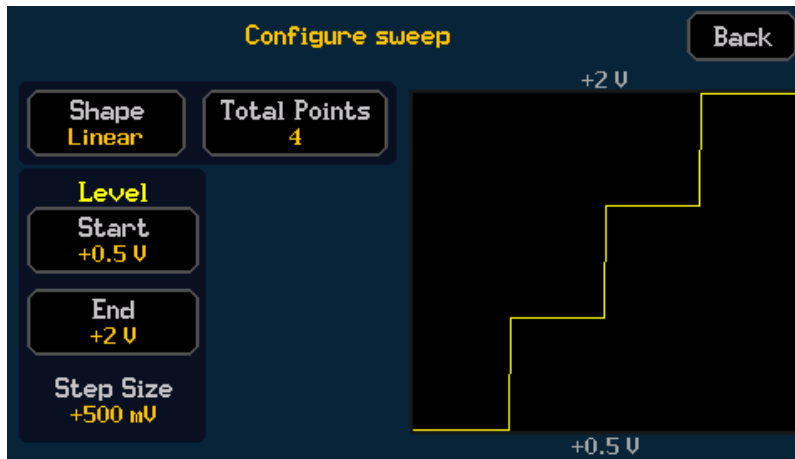 Configure sweep
Back
Shape
Linear
Total Points
4
+2 V
Level
Start
+0.5 V
End
+2 V
Step Size
+500 mV
+0.5 V